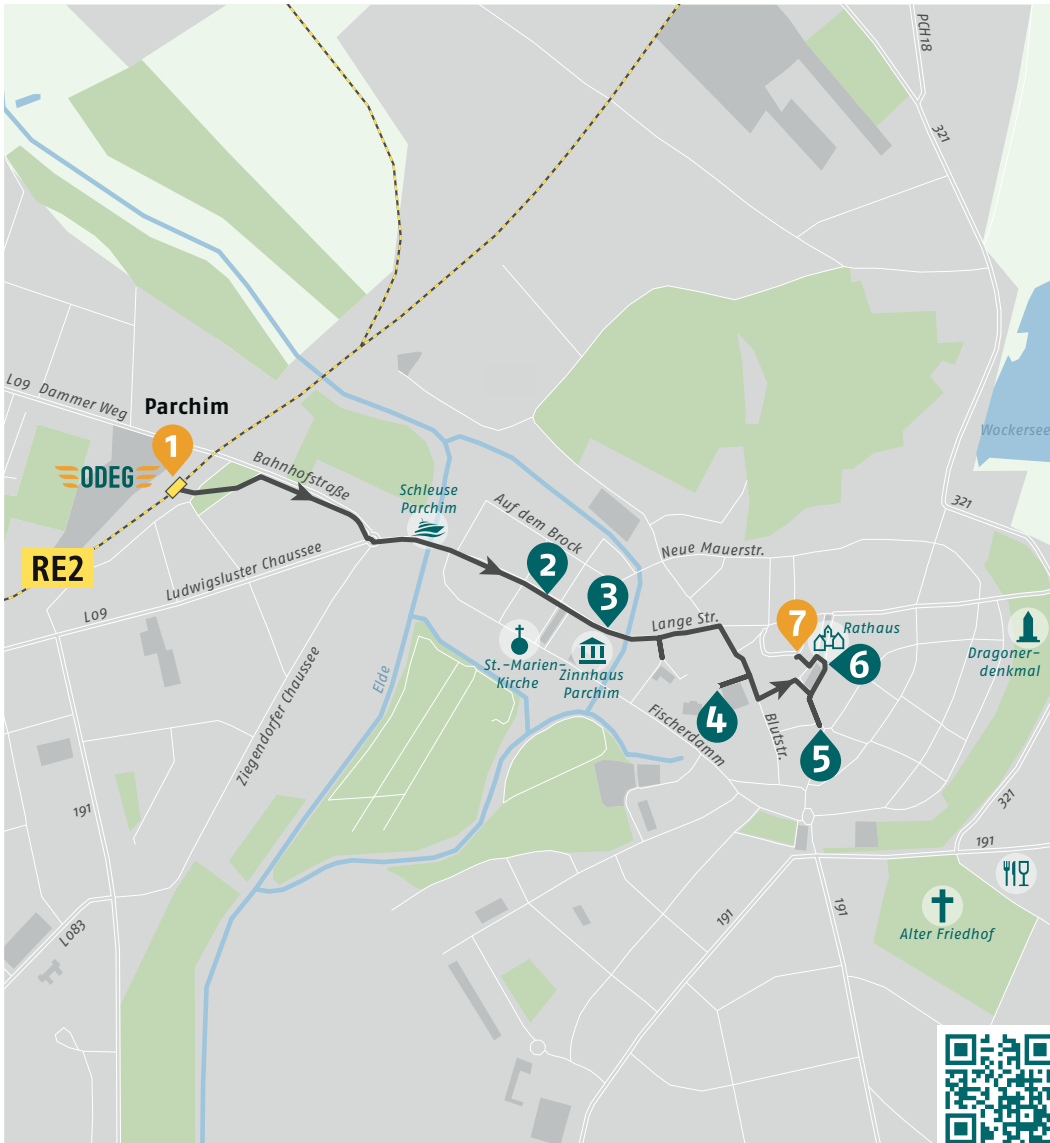 PCH18
321
L09 Dammer Weg
Parchim
1
ODEG
Bahnhofstraße
Wockersee
Schleuse
Parchim
Auf dem Brock
321
RE2
Ludwigsluster Chaussee
2
Neue Mauerstr.
3
L09
Lange Str.
7
Rathaus
6
St.-Marien-
Kirche
Zinnhaus
Parchim
Dragoner-
denkmal
Elde
Ziegendorfer Chaussee
4
Fischerdamm
Blutstr.
5
191
321
191
191
191
Alter Friedhof
L083